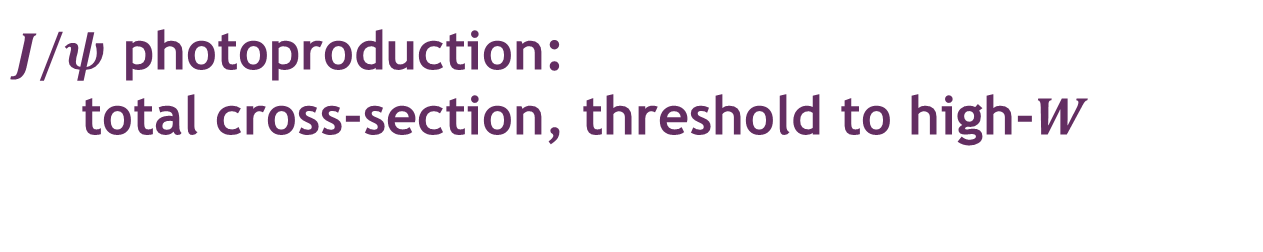 J/ψ photoproduction:
total cross-section, threshold to high-W